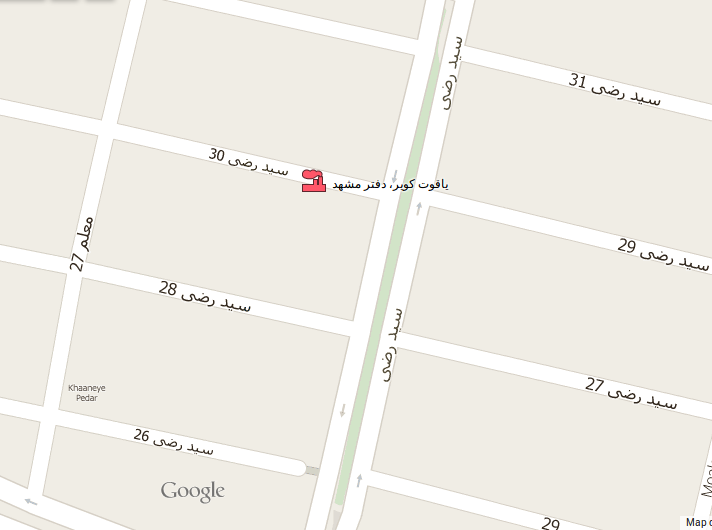 سید رضی 31
سید رضی
سید رضی 30
یاقوت کویر، دفتر مشهد
سید رضی 29
معلم 27
سید رضی 28
سید رضی
سید رضی 27
Khaaneye
Pedar
سید رضی 26
Google
29
Map